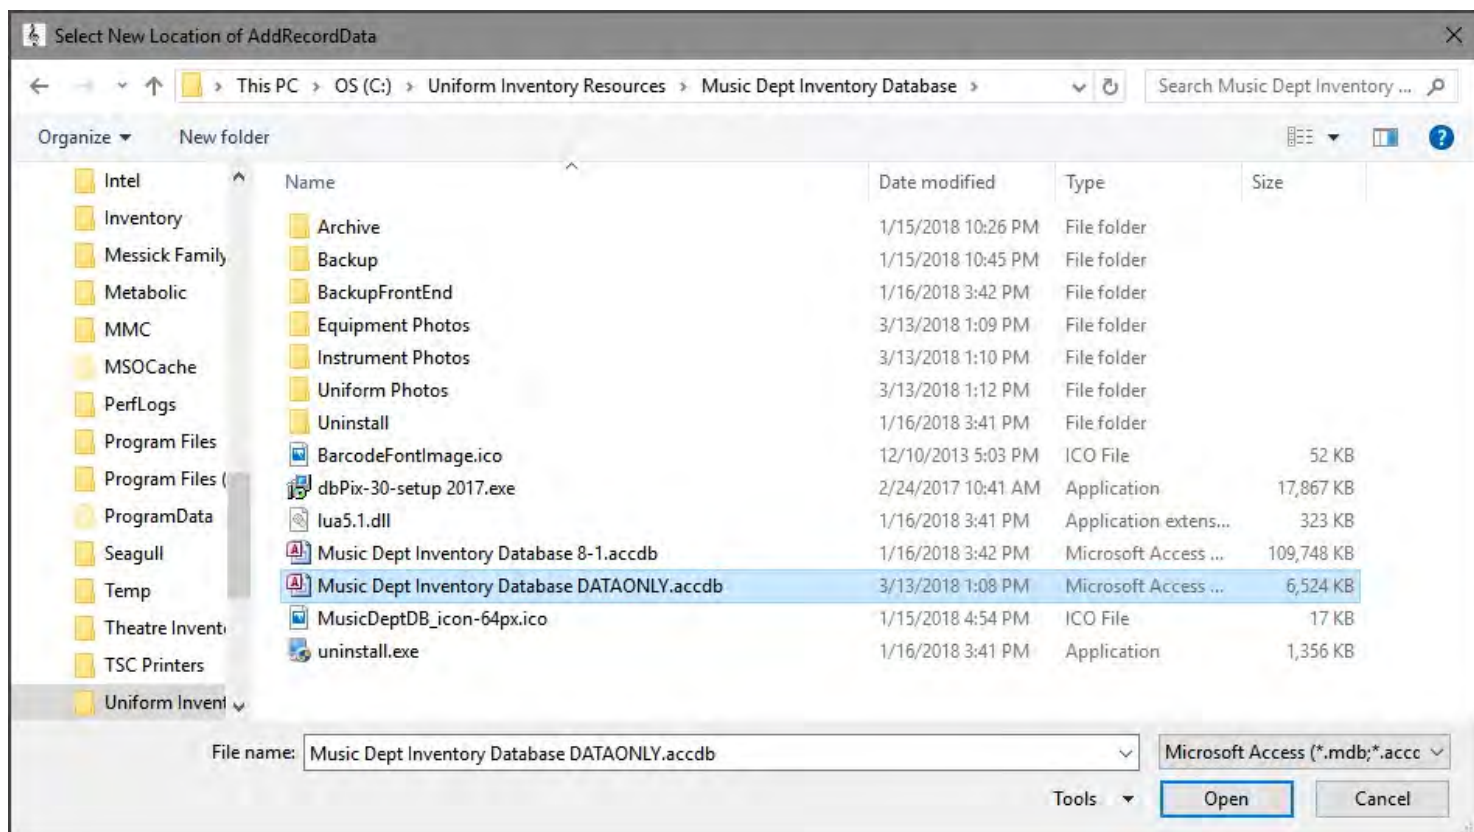 Select New Location of AddRecordData
This PC > OS (C:) > Uniform Inventory Resources > Music Dept Inventory Database >
Search Music Dept Inventory ...
Organize
New folder
Intel
Inventory
Messick Family
Metabolic
MMC
MSOCache
PerfLogs
Program Files
Program Files (
ProgramData
Seagull
Temp
Theatre Invent
TSC Printers
Uniform Invent
Name Date modified Type Size
Archive 1/15/2018 10:26 PM File folder
Backup 1/15/2018 10:45 PM File folder
BackupFrontEnd 1/16/2018 3:42 PM File folder
Equipment Photos 3/13/2018 1:09 PM File folder
Instrument Photos 3/13/2018 1:10 PM File folder
Uniform Photos 3/13/2018 1:12 PM File folder
Uninstall 1/16/2018 3:41 PM File folder
BarcodeFontImage.ico 12/10/2013 5:03 PM ICO File 52 KB
dbPix-30-setup 2017.exe 2/24/2017 10:41 AM Application 17,867 KB
lua5.1.dll 1/16/2018 3:41 PM Application extens... 323 KB
Music Dept Inventory Database 8-1.accdb 1/16/2018 3:42 PM Microsoft Access ... 109,748 KB
Music Dept Inventory Database DATAONLY.accdb 3/13/2018 1:08 PM Microsoft Access ... 6,524 KB
MusicDeptDB_icon-64px.ico 1/15/2018 4:54 PM ICO File 17 KB
uninstall.exe 1/16/2018 3:41 PM Application 1,356 KB
File name: Music Dept Inventory Database DATAONLY.accdb
Microsoft Access (*.mdb;*.accc
Tools
Open
Cancel